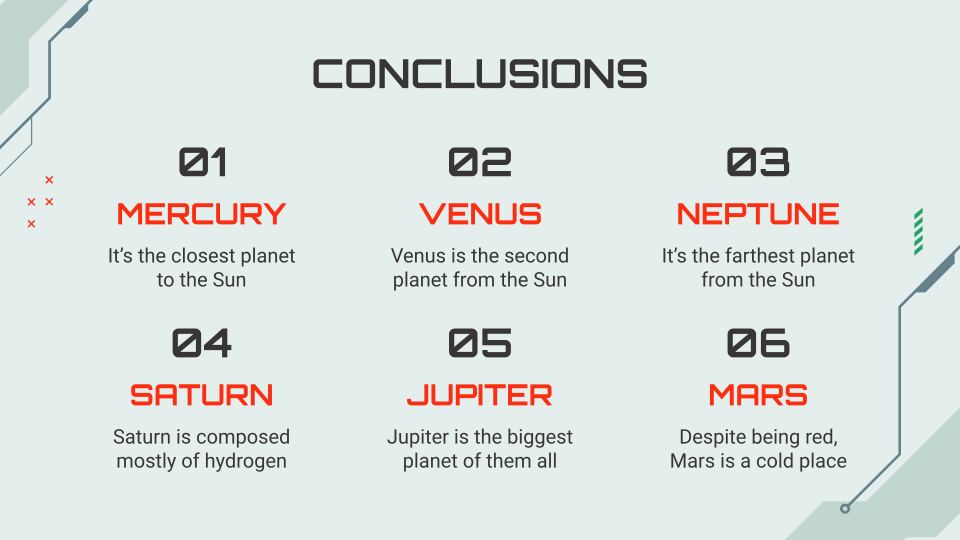 CONCLUSIONS
01
MERCURY
It’s the closest planet
to the Sun
02
VENUS
Venus is the second
planet from the Sun
03
NEPTUNE
It’s the farthest planet
from the Sun
04
SATURN
Saturn is composed
mostly of hydrogen
05
JUPITER
Jupiter is the biggest
planet of them all
06
MARS
Despite being red,
Mars is a cold place